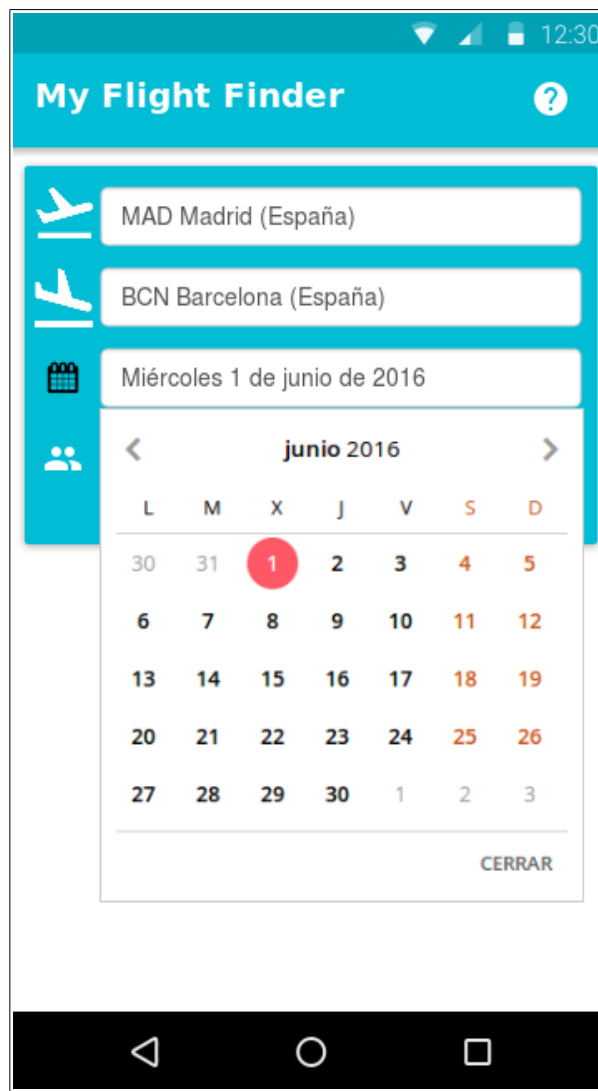 12:30
My Flight Finder
MAD Madrid (España)
BCN Barcelona (España)
Miércoles 1 de junio de 2016
junio 2016
L M X J V S D
30 31 1 2 3 4 5
6 7 8 9 10 11 12
13 14 15 16 17 18 19
20 21 22 23 24 25 26
27 28 29 30 1 2 3
CERRAR